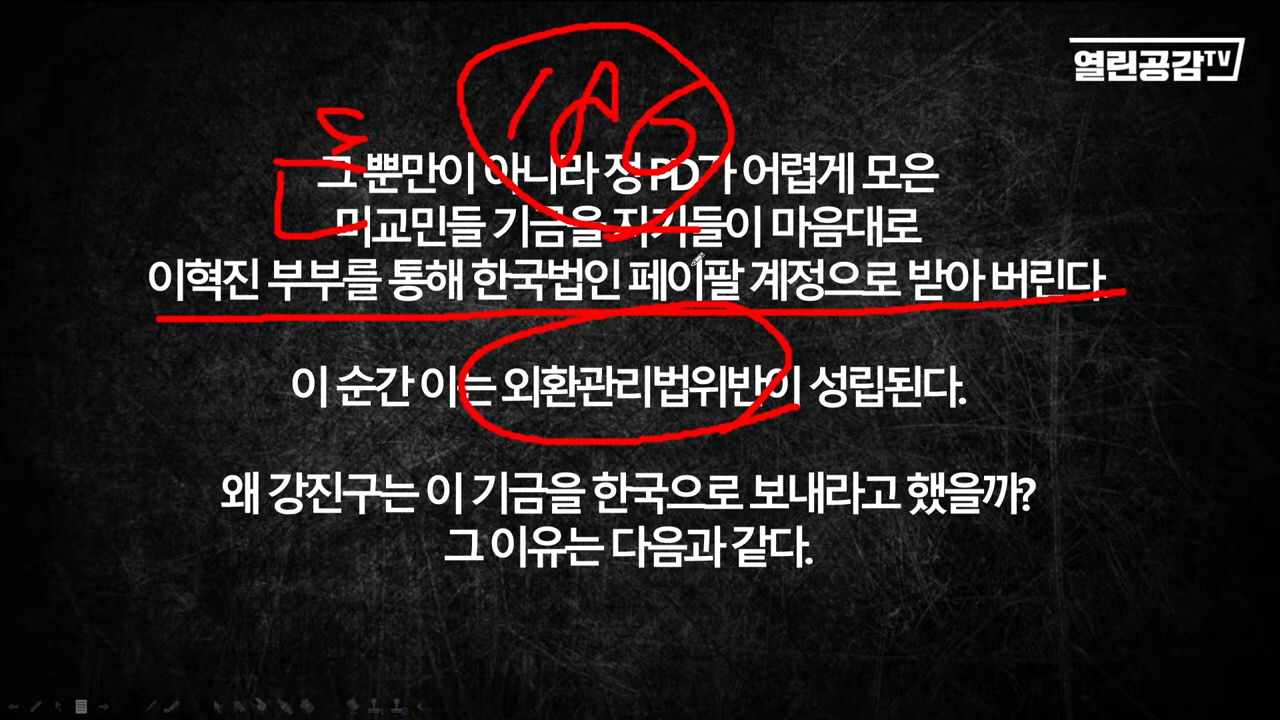 열린공감TV
186
그 뿐만이 아니라 정 PD가 어렵게 모은
미교민들 기금을 자기들이 마음대로
이혁진 부부를 통해 한국법인 페이팔 계정으로 받아 버린다.
이 순간 이는 외환관리법위반이 성립된다.
왜 강진구는 이 기금을 한국으로 보내라고 했을까?
그 이유는 다음과 같다.